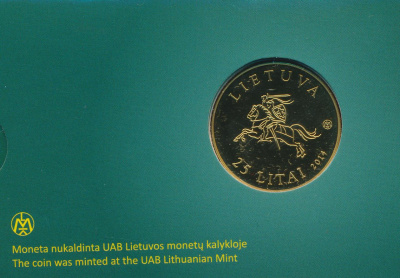 LIETUVA
25 LITAI 2014
Moneta nukaldinta UAB Lietuvos monetų kalykloje
The coin was minted at the UAB Lithuanian Mint